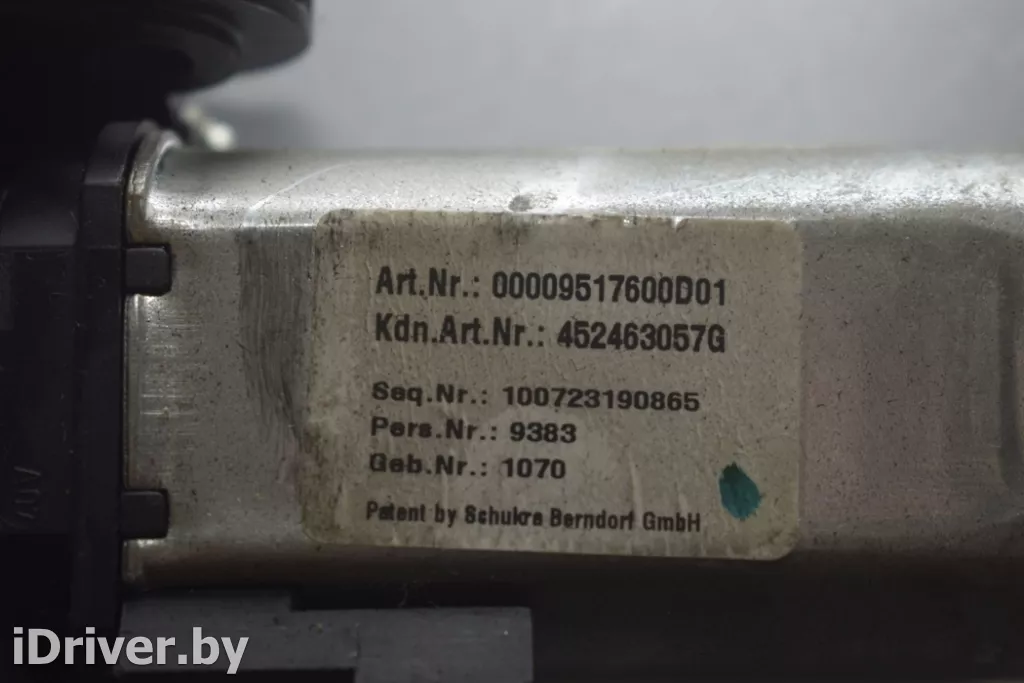 Art.Nr.: 00009517600D01
Kdn.Art.Nr.: 452463057G
Seq.Nr.: 100723190865
Pers.Nr.: 9383
Geb.Nr.: 1070
Patent by Schukra Berndorf GmbH
iDriver.by